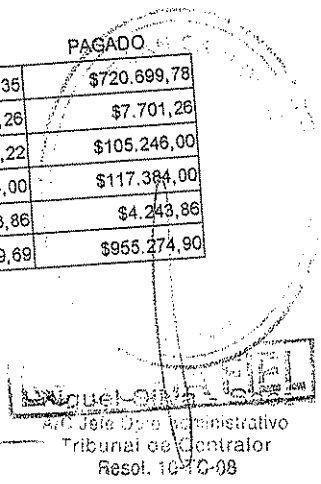 PAGADO
35 $720.699,78
,26 $7.701,26
,22 $105.246,00
,00 $117.384,00
,86 $4.243,86
9,69 $955.274,90
A/C Jefe Dpto Administrativo
Tribunal de Contralor
Resol. 10-TC-08